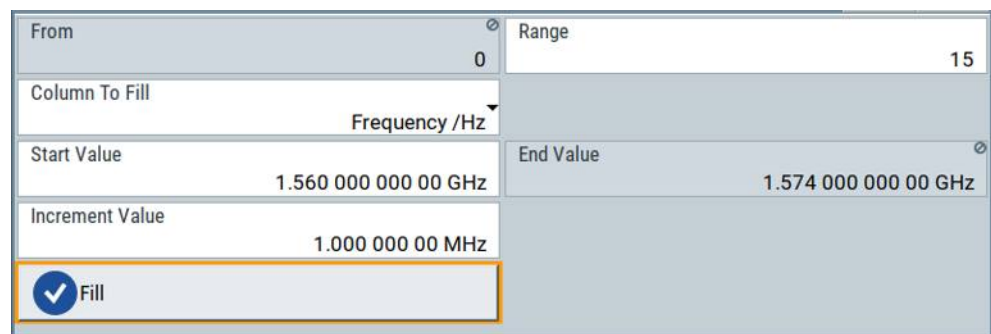 From
0
Range
15
Column To Fill
Frequency /Hz
Start Value
1.560 000 000 00 GHz
End Value
1.574 000 000 00 GHz
Increment Value
1.000 000 00 MHz
Fill